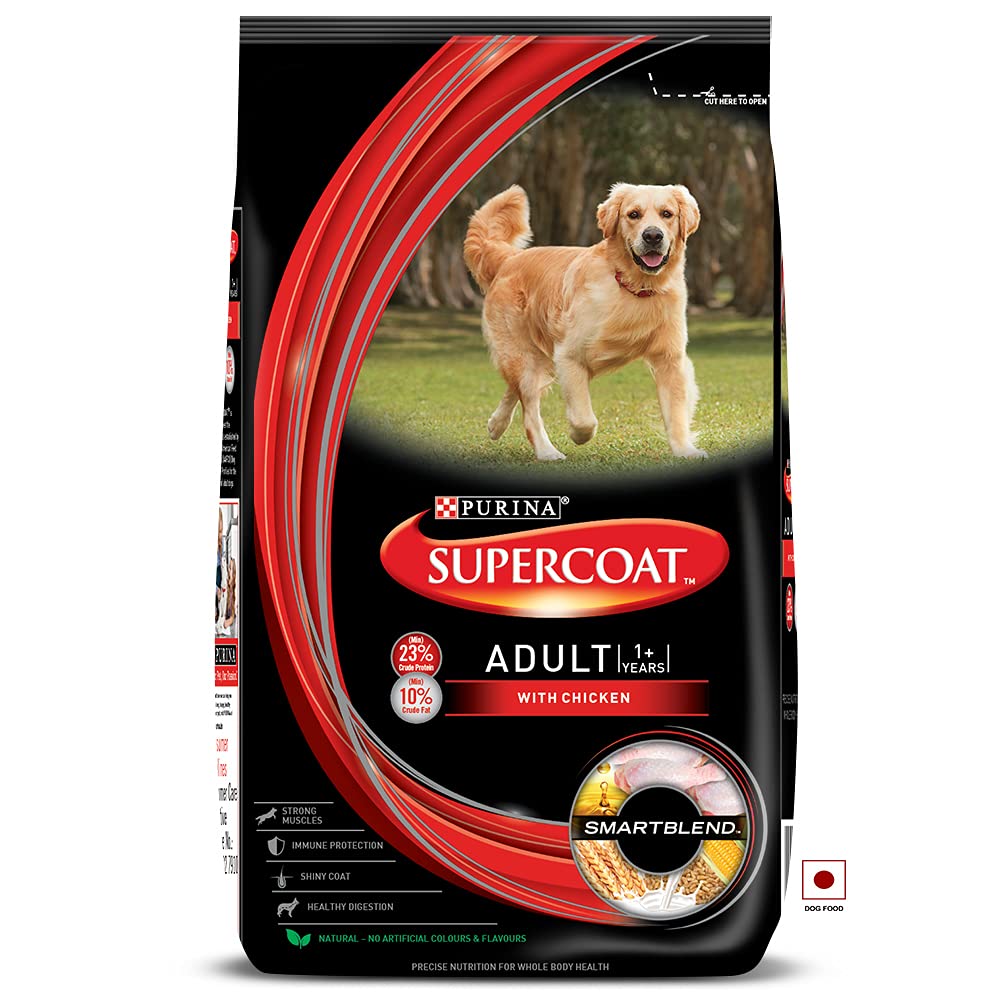 CUT HERE TO OPEN
PURINA®
SUPERCOAT™
(Min)
23%
Crude Protein
(Min)
10%
Crude Fat
ADULT
1+
YEARS
WITH CHICKEN
SMARTBLEND™
STRONG
MUSCLES
IMMUNE PROTECTION
SHINY COAT
HEALTHY DIGESTION
NATURAL – NO ARTIFICIAL COLOURS & FLAVOURS
PRECISE NUTRITION FOR WHOLE BODY HEALTH
DOG FOOD